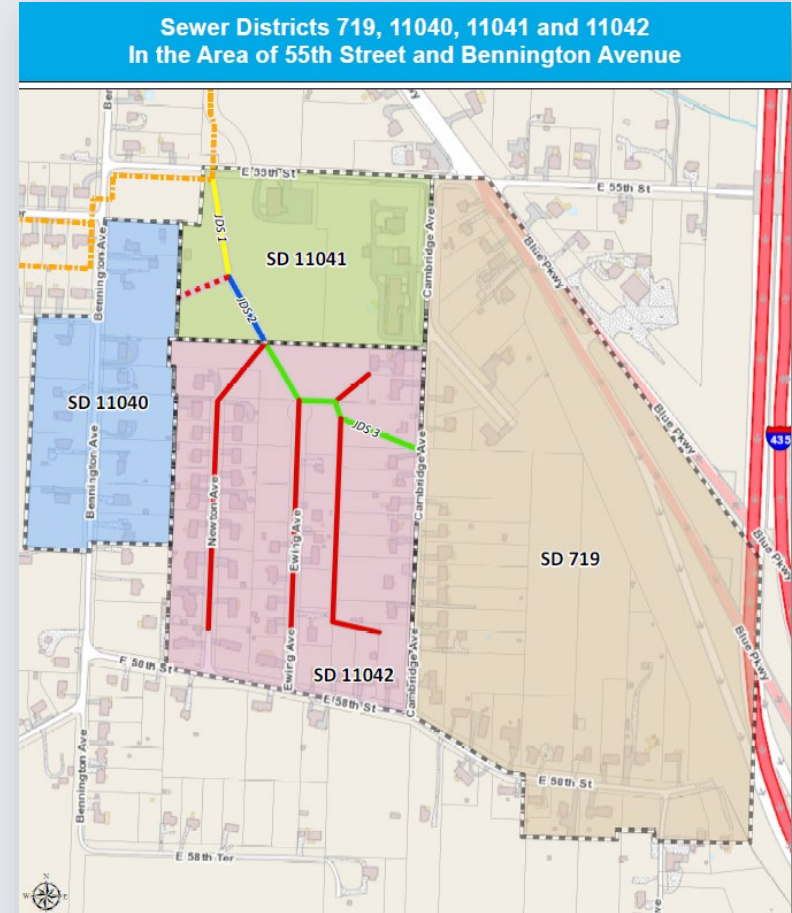 Sewer Districts 719, 11040, 11041 and 11042
In the Area of 55th Street and Bennington Avenue
E 55th St
E 55th St
JDS 1
SD 11041
Cambridge Ave
Blue Pkwy
Bennington Ave
JDS 2
SD 11040
Blue Pkwy
435
JDS 3
Bennington Ave
Cambridge Ave
Newton Ave
Ewing Ave
SD 719
Blue Pkwy
Blue Pkwy
Ewing Ave
SD 11042
Cambridge Ave
E 58th St
E 58th St
Bennington Ave
E 58th St
E 58th Ter
N
W
E